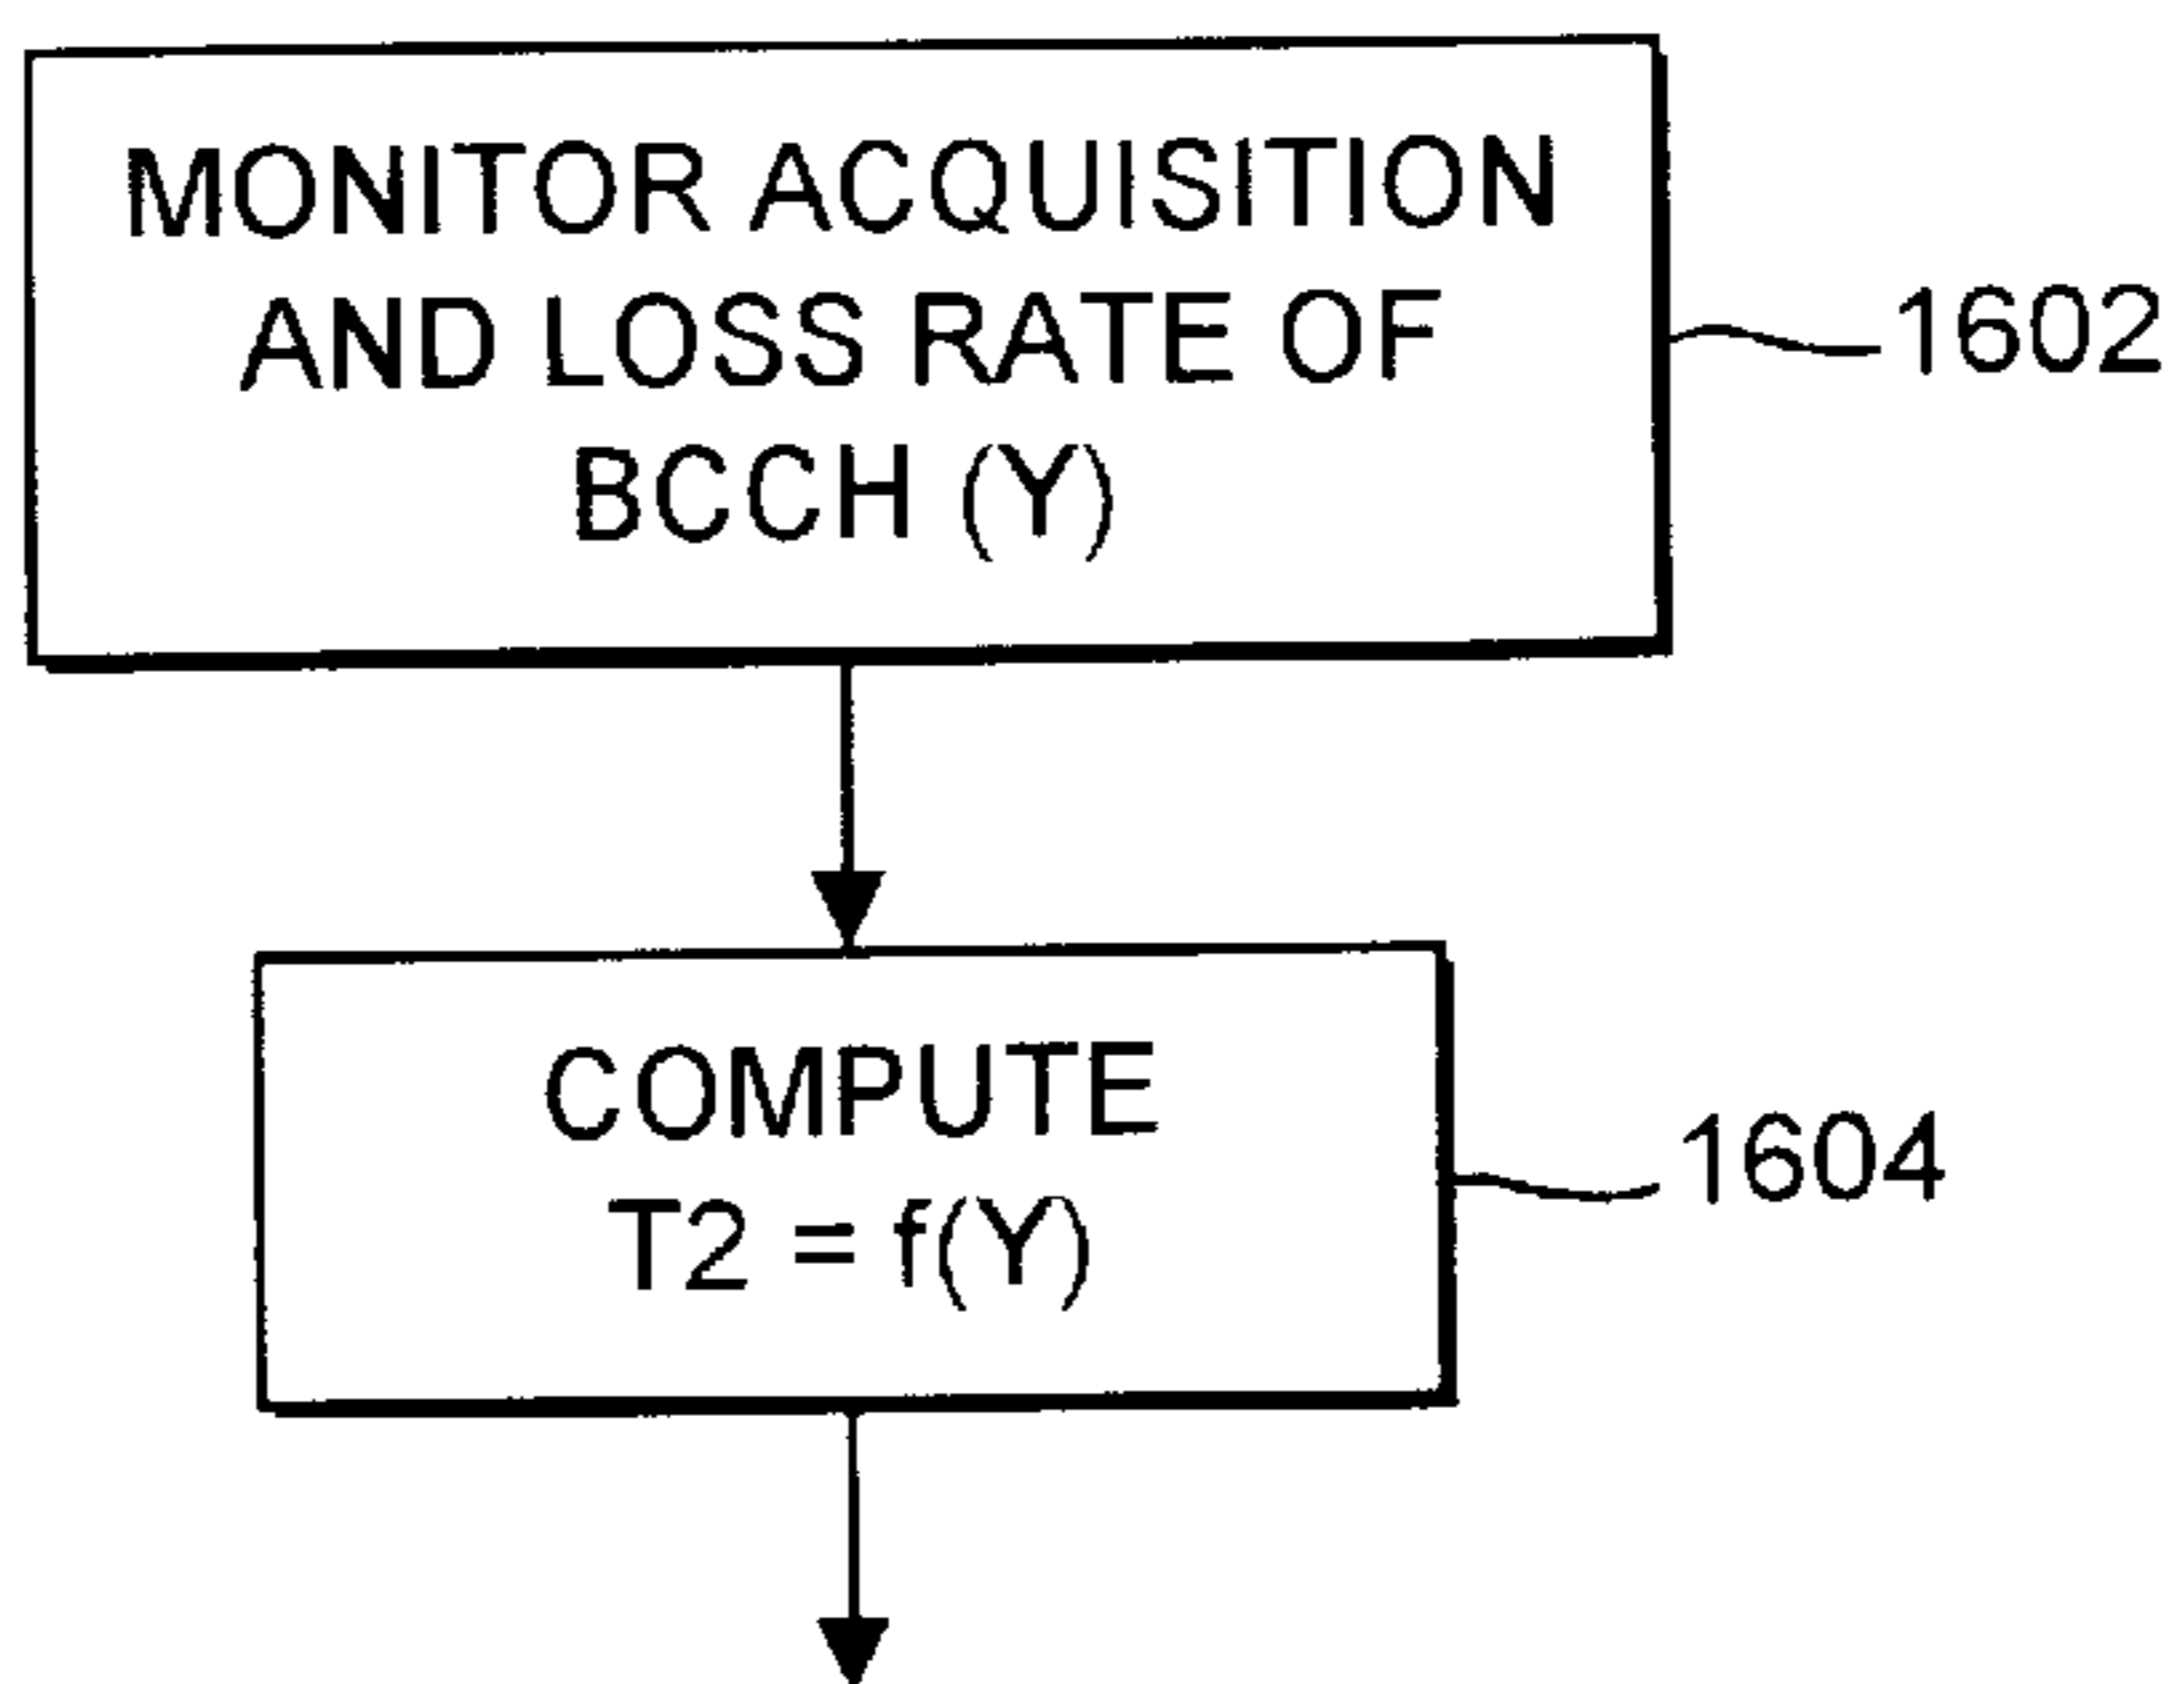 MONITOR ACQUISITION
AND LOSS RATE OF
BCCH (Y)
1602
COMPUTE
T2 = f(Y)
1604